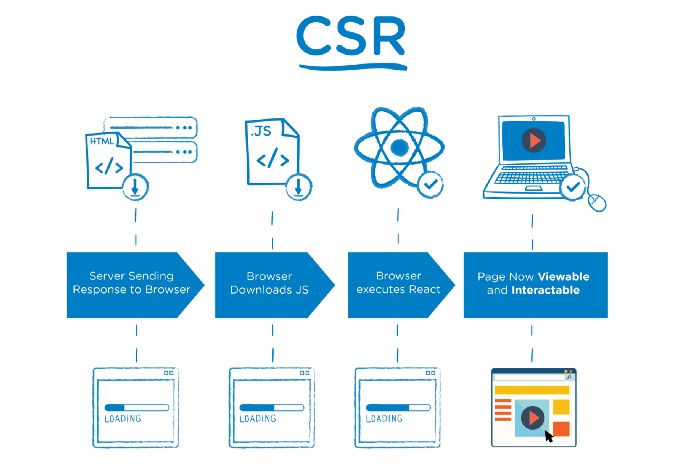 CSR
HTML
</>
.JS
</>
Server Sending
Response to Browser
Browser
Downloads JS
Browser
executes React
Page Now Viewable
and Interactable
LOADING
LOADING
LOADING